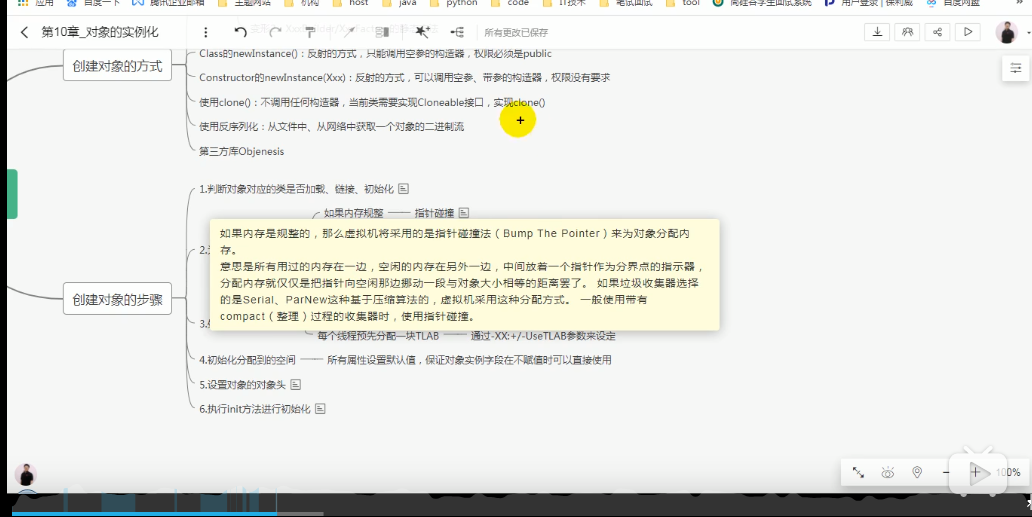 应用
百度一下
腾讯企业邮箱
主题网站
机构
host
java
python
code
IT技术
笔试面试
tool
尚硅谷学生面试系统
用户登录 | 保利威
百度网盘
第10章_对象的实例化
所有更改已保存
创建对象的方式
Class的newInstance()：反射的方式，只能调用空参的构造器，权限必须是public
Constructor的newInstance(Xxx)：反射的方式，可以调用空参、带参的构造器，权限没有要求
使用clone()：不调用任何构造器，当前类需要实现Cloneable接口，实现clone()
使用反序列化：从文件中、从网络中获取一个对象的二进制流
第三方库Objenesis
创建对象的步骤
1.判断对象对应的类是否加载、链接、初始化
如果内存规整
指针碰撞
2.
如果内存是规整的，那么虚拟机将采用的是指针碰撞法（Bump The Pointer）来为对象分配内
存。
意思是所有用过的内存在一边，空闲的内存在另外一边，中间放着一个指针作为分界点的指示器，
分配内存就仅仅是把指针向空闲那边挪动一段与对象大小相等的距离罢了。 如果垃圾收集器选择
的是Serial、ParNew这种基于压缩算法的，虚拟机采用这种分配方式。 一般使用带有
compact（整理）过程的收集器时，使用指针碰撞。
3.
每个线程预先分配一块TLAB
通过-XX:+/-UseTLAB参数来设定
4.初始化分配到的空间
所有属性设置默认值，保证对象实例字段在不赋值时可以直接使用
5.设置对象的对象头
6.执行init方法进行初始化
100%